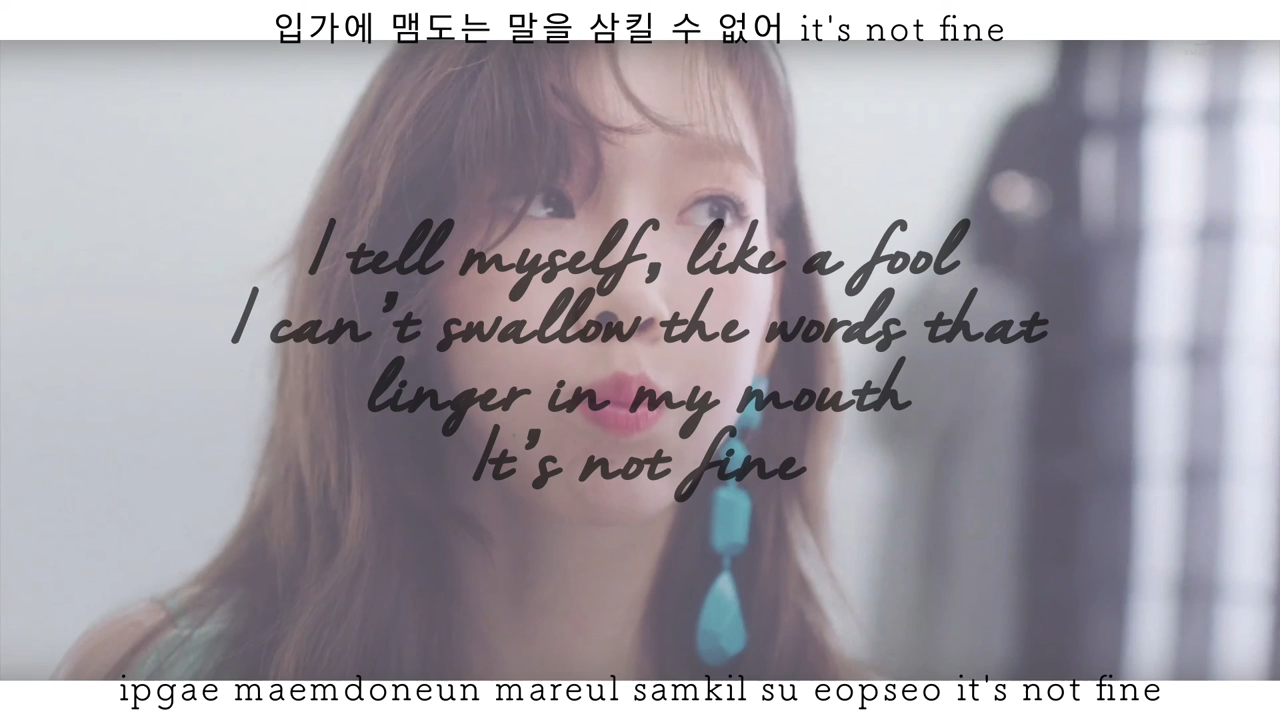 입가에 맴도는 말을 삼킬 수 없어 it's not fine
I tell myself, like a fool
I can't swallow the words that
linger in my mouth
It's not fine
ipgae maemdoneun mareul samkil su eopseo it's not fine